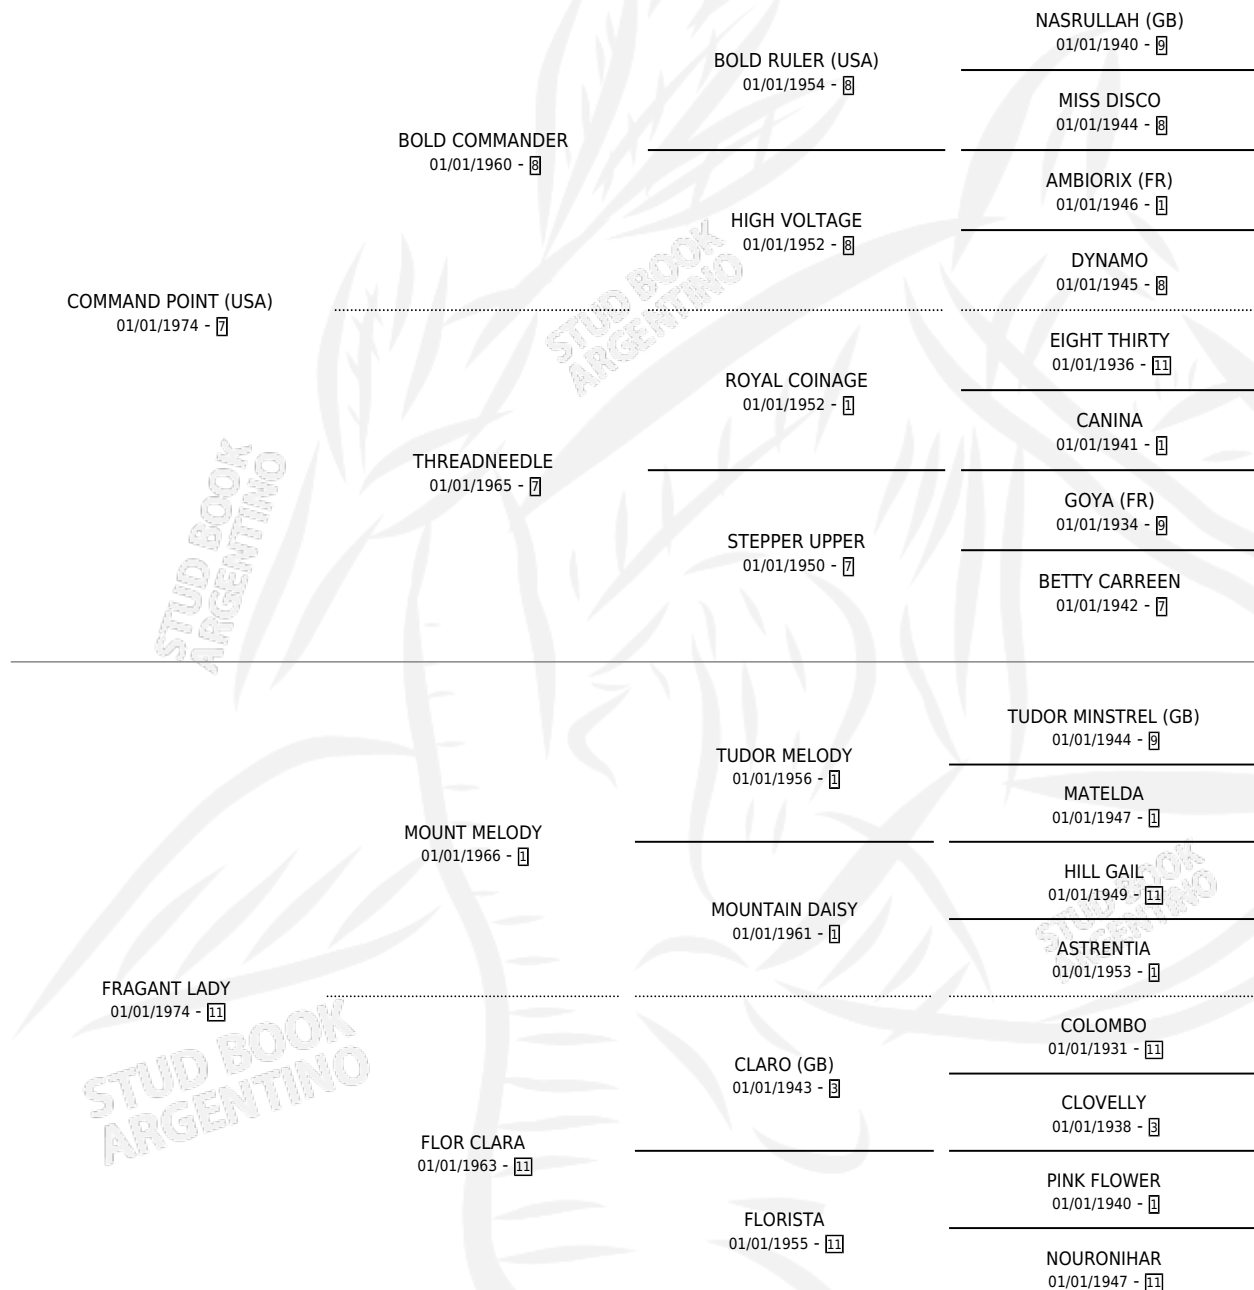 NASRULLAH (GB)
01/01/1940 - 9
BOLD RULER (USA)
01/01/1954 - 8
MISS DISCO
01/01/1944 - 8
BOLD COMMANDER
01/01/1960 - 8
AMBIORIX (FR)
01/01/1946 - 1
HIGH VOLTAGE
01/01/1952 - 8
DYNAMO
01/01/1945 - 8
COMMAND POINT (USA)
01/01/1974 - 7
EIGHT THIRTY
01/01/1936 - 11
ROYAL COINAGE
01/01/1952 - 1
CANINA
01/01/1941 - 1
THREADNEEDLE
01/01/1965 - 7
GOYA (FR)
01/01/1934 - 9
STEPPER UPPER
01/01/1950 - 7
BETTY CARREEN
01/01/1942 - 7
TUDOR MINSTREL (GB)
01/01/1944 - 9
TUDOR MELODY
01/01/1956 - 1
MATELDA
01/01/1947 - 1
MOUNT MELODY
01/01/1966 - 1
HILL GAIL
01/01/1949 - 11
MOUNTAIN DAISY
01/01/1961 - 1
ASTRENTIA
01/01/1953 - 1
FRAGANT LADY
01/01/1974 - 11
COLOMBO
01/01/1931 - 11
CLARO (GB)
01/01/1943 - 3
CLOVELLY
01/01/1938 - 3
FLOR CLARA
01/01/1963 - 11
PINK FLOWER
01/01/1940 - 1
FLORISTA
01/01/1955 - 11
NOURONIHAR
01/01/1947 - 11
STUD BOOK
ARGENTINO
STUD BOOK
ARGENTINO
STUD BOOK
ARGENTINO
STUD BOOK
ARGENTINO